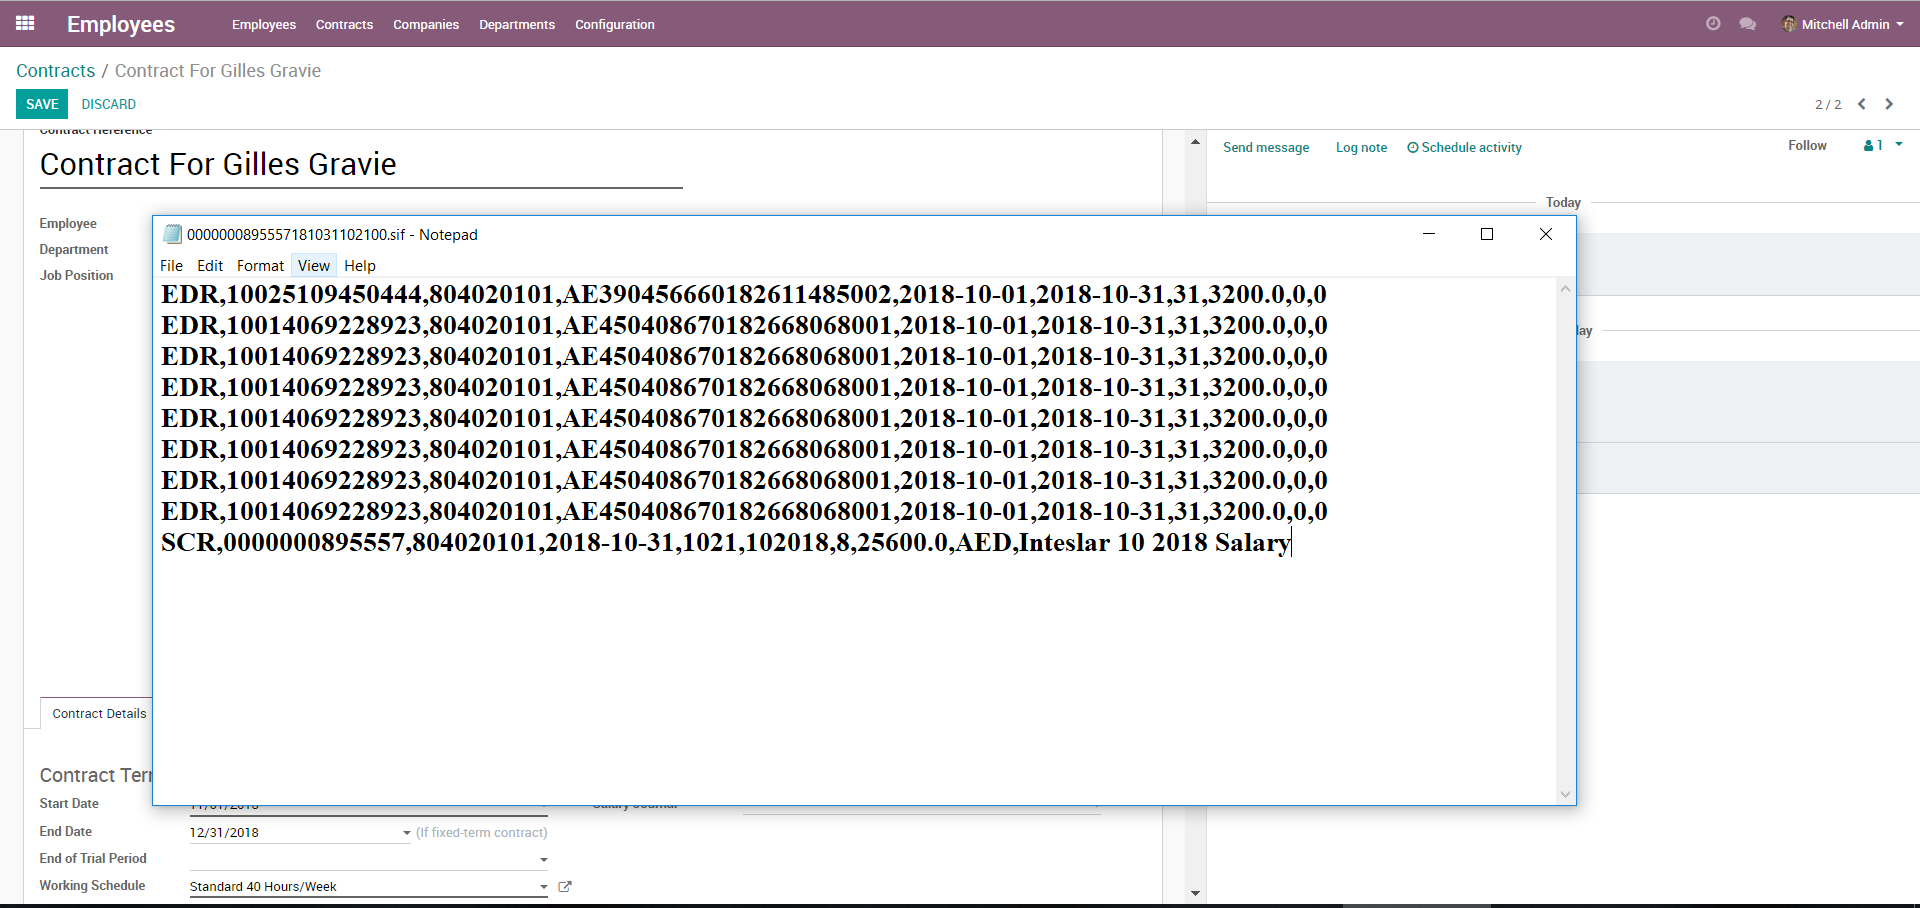 Employees
Employees Contracts Companies Departments Configuration
Mitchell Admin
Contracts / Contract For Gilles Gravie
SAVE DISCARD
2 / 2
Contract Reference
Contract For Gilles Gravie
Send message Log note Schedule activity
Follow 1
Today
Employee
Department
Job Position
0000000895557181031102100.sif - Notepad
File Edit Format View Help
EDR,10025109450444,804020101,AE390456660182611485002,2018-10-01,2018-10-31,31,3200.0,0,0
EDR,10014069228923,804020101,AE450408670182668068001,2018-10-01,2018-10-31,31,3200.0,0,0
EDR,10014069228923,804020101,AE450408670182668068001,2018-10-01,2018-10-31,31,3200.0,0,0
EDR,10014069228923,804020101,AE450408670182668068001,2018-10-01,2018-10-31,31,3200.0,0,0
EDR,10014069228923,804020101,AE450408670182668068001,2018-10-01,2018-10-31,31,3200.0,0,0
EDR,10014069228923,804020101,AE450408670182668068001,2018-10-01,2018-10-31,31,3200.0,0,0
EDR,10014069228923,804020101,AE450408670182668068001,2018-10-01,2018-10-31,31,3200.0,0,0
EDR,10014069228923,804020101,AE450408670182668068001,2018-10-01,2018-10-31,31,3200.0,0,0
SCR,0000000895557,804020101,2018-10-31,1021,102018,8,25600.0,AED,Inteslar 10 2018 Salary
lay
Contract Details
Contract Ter
Start Date 11/01/2018
Salary Journal
End Date 12/31/2018 (If fixed-term contract)
End of Trial Period
Working Schedule Standard 40 Hours/Week